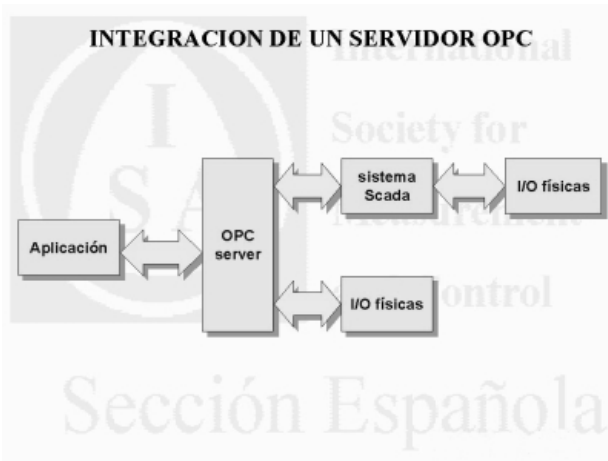 INTEGRACION DE UN SERVIDOR OPC
International
I
Society for
S A
Measurement
Control
Aplicación
OPC
server
sistema
Scada
I/O físicas
I/O físicas
Sección Española